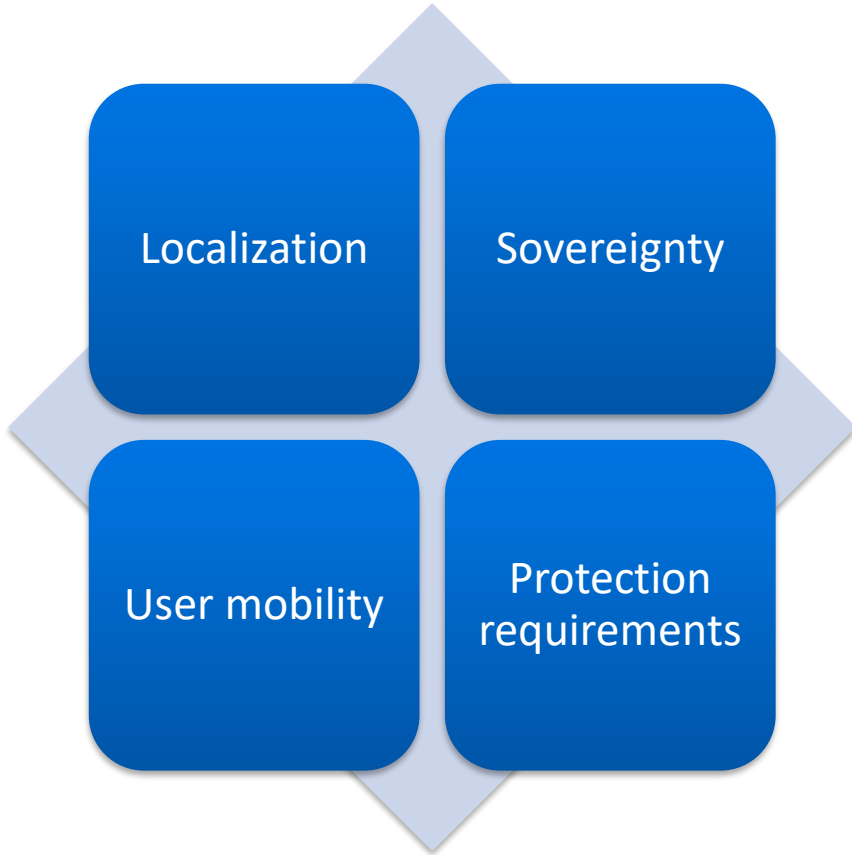 Localization
Sovereignty
User mobility
Protection
requirements